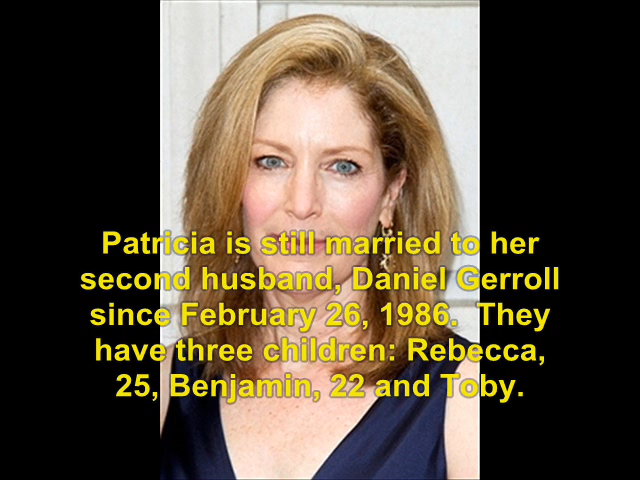 Patricia is still married to her
second husband, Daniel Gerroll
since February 26, 1986.  They
have three children: Rebecca,
25, Benjamin, 22 and Toby.